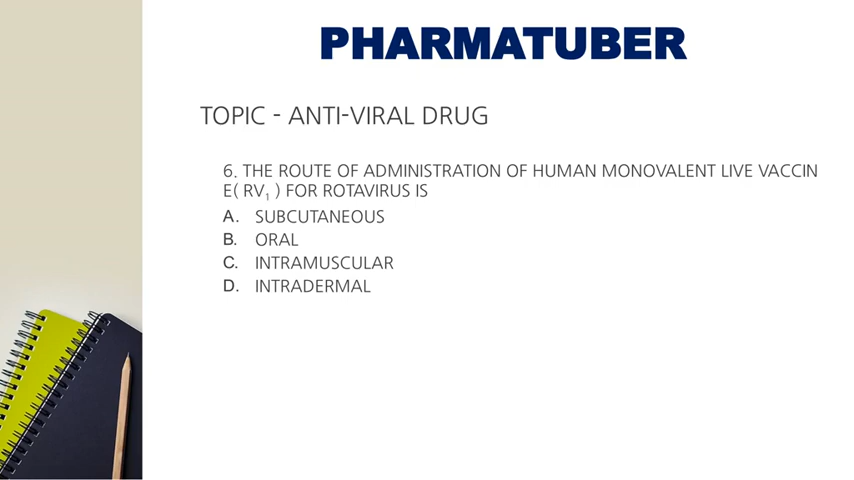 PHARMATUBER
TOPIC - ANTI-VIRAL DRUG
6. THE ROUTE OF ADMINISTRATION OF HUMAN MONOVALENT LIVE VACCIN
E( RV₁ ) FOR ROTAVIRUS IS
A. SUBCUTANEOUS
B. ORAL
C. INTRAMUSCULAR
D. INTRADERMAL